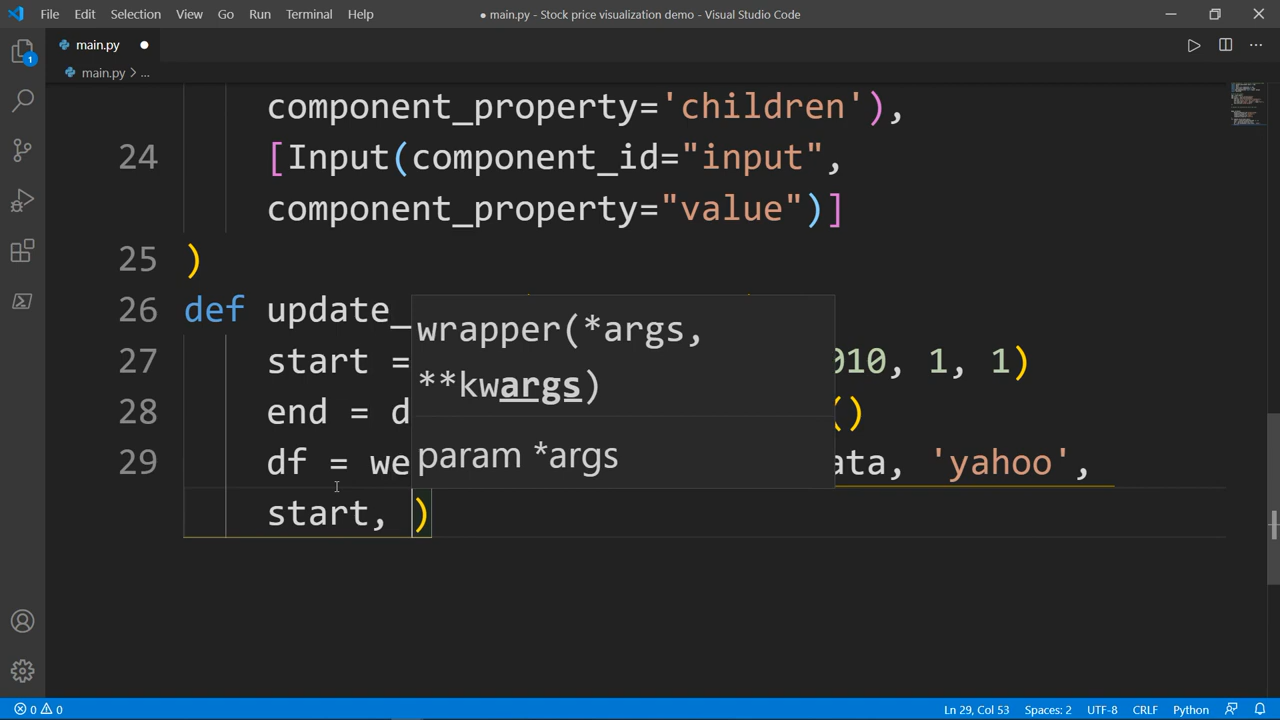 File Edit Selection View Go Run Terminal Help
● main.py - Stock price visualization demo - Visual Studio Code
main.py
main.py > ...
1
component_property='children'),
24 [Input(component_id="input",
component_property="value")]
25 )
26 def update_
wrapper(*args,
27 start = 010, 1, 1)
**kwargs)
28 end = d ()
29 df = we ata, 'yahoo',
param *args
start, )
0 0 Ln 29, Col 53 Spaces: 2 UTF-8 CRLF Python